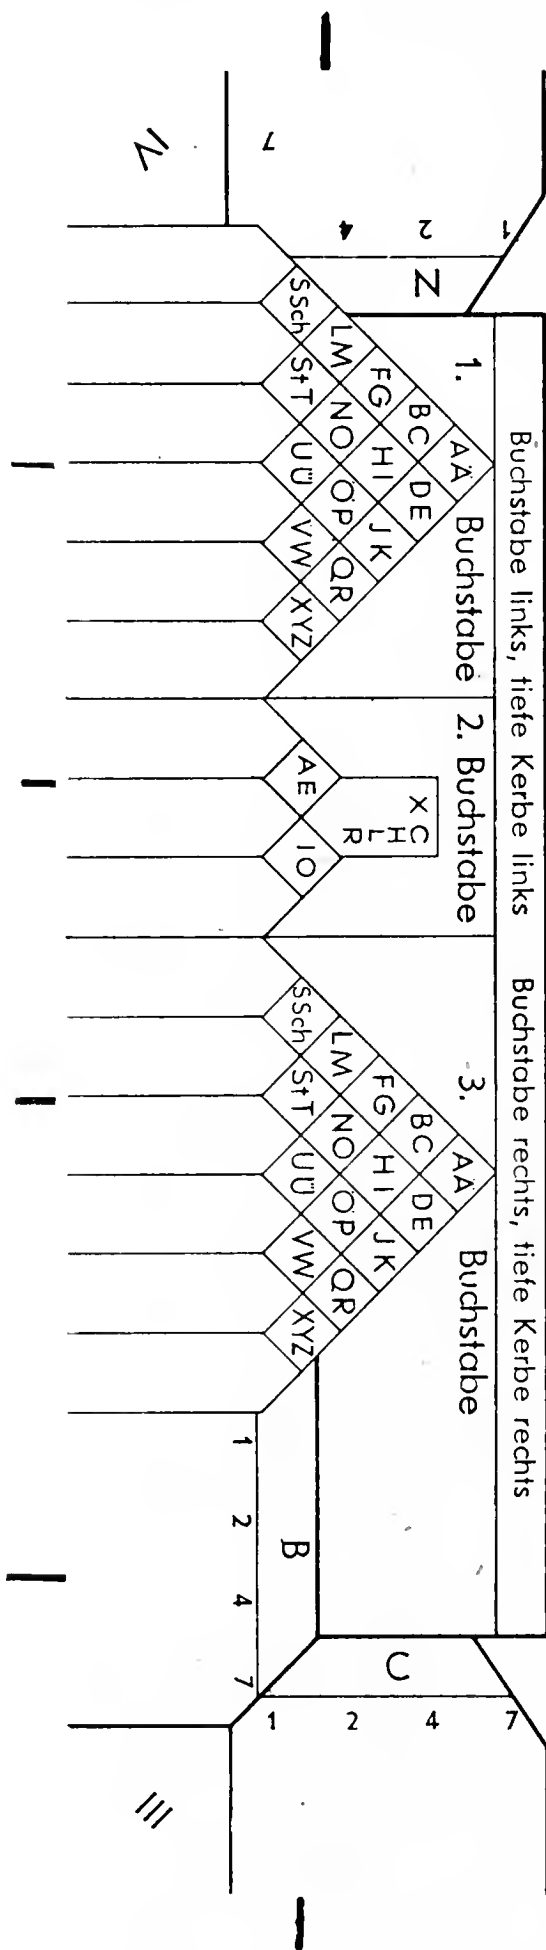 Buchstabe links, tiefe Kerbe links Buchstabe rechts, tiefe Kerbe rechts
1. Buchstabe
2. Buchstabe
3. Buchstabe
AÄ
BC DE
FG HI JK
LM NO ÖP QR
SSch StT UÜ VW XYZ
XC
H
L
R
AE IO
AÄ
BC DE
FG HI JK
LM NO ÖP QR
SSch StT UÜ VW XYZ
N
1 2 4 7
B
1 2 4 7
C
1 2 4 7
IV
III